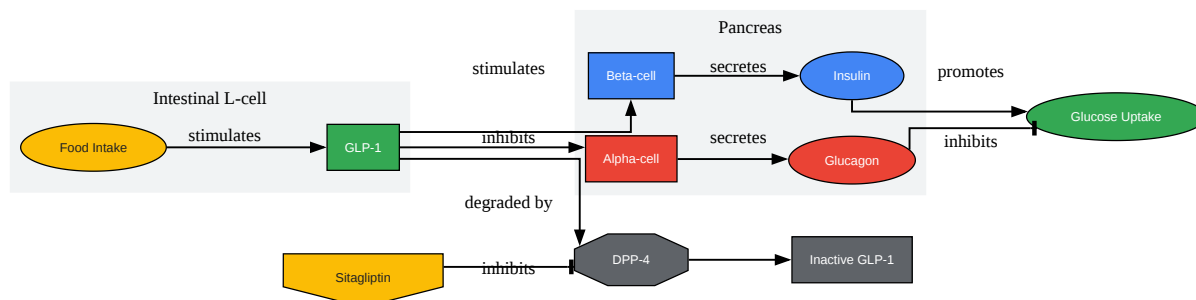 Pancreas
stimulates
Beta-cell
secretes
Insulin
promotes
Intestinal L-cell
Glucose Uptake
Food Intake
stimulates
GLP-1
inhibits
Alpha-cell
secretes
Glucagon
inhibits
degraded by
Sitagliptin
inhibits
DPP-4
Inactive GLP-1